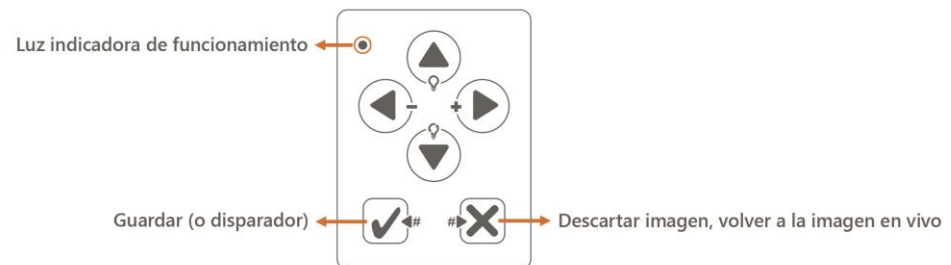 Luz indicadora de funcionamiento
- +
Guardar (o disparador)
# #
Descartar imagen, volver a la imagen en vivo